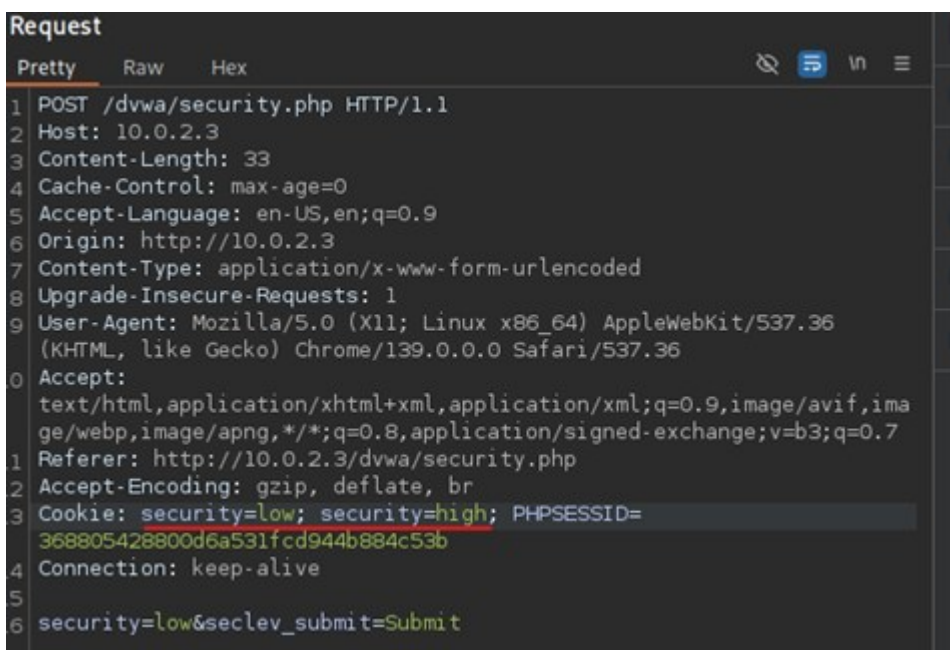 Request
Pretty Raw Hex \n
1 POST /dvwa/security.php HTTP/1.1
2 Host: 10.0.2.3
3 Content-Length: 33
4 Cache-Control: max-age=0
5 Accept-Language: en-US,en;q=0.9
6 Origin: http://10.0.2.3
7 Content-Type: application/x-www-form-urlencoded
8 Upgrade-Insecure-Requests: 1
9 User-Agent: Mozilla/5.0 (X11; Linux x86_64) AppleWebKit/537.36
(KHTML, like Gecko) Chrome/139.0.0.0 Safari/537.36
0 Accept:
text/html,application/xhtml+xml,application/xml;q=0.9,image/avif,ima
ge/webp,image/apng,*/*;q=0.8,application/signed-exchange;v=b3;q=0.7
1 Referer: http://10.0.2.3/dvwa/security.php
2 Accept-Encoding: gzip, deflate, br
3 Cookie: security=low; security=high; PHPSESSID=
368805428800d6a531fcd944b884c53b
4 Connection: keep-alive
5
6 security=low&seclev_submit=Submit